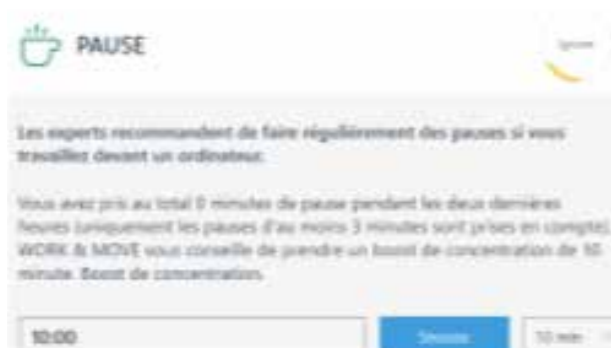 PAUSE
Les experts recommandent de faire régulièrement des pauses si vous
travaillez devant un ordinateur.
Vous avez pris au total 0 minutes de pause pendant les deux dernières
heures (uniquement les pauses d'au moins 3 minutes sont prises en compte).
WORK & MOVE vous conseille de prendre un boost de concentration de 10
minute. Boost de concentration.
10:00
Snooze
10 min